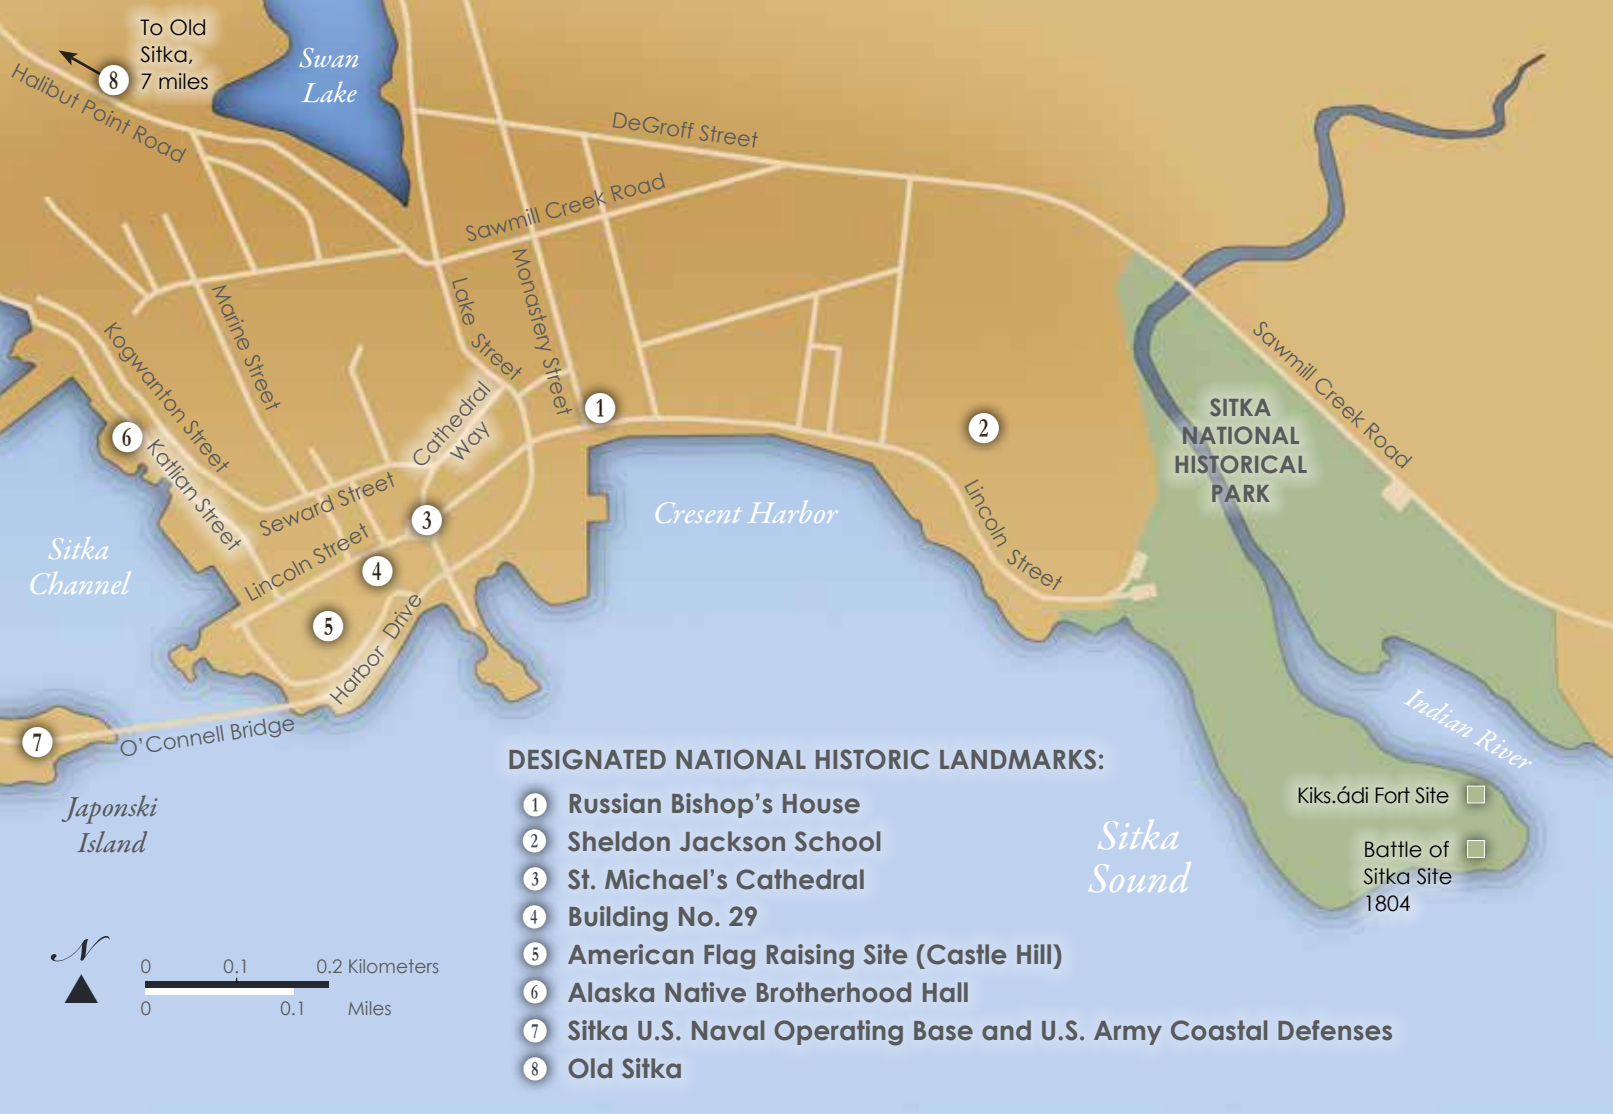 To Old
Sitka,
7 miles
8
Halibut Point Road
Swan
Lake
DeGroff Street
Sawmill Creek Road
Monastery Street
Lake Street
Marine Street
Kogwanton Street
Katlian Street
Cathedral
Way
Seward Street
Lincoln Street
Harbor Drive
1
2
3
4
5
6
7
Lincoln Street
Sawmill Creek Road
SITKA
NATIONAL
HISTORICAL
PARK
Cresent Harbor
Sitka
Channel
O'Connell Bridge
Japonski
Island
Indian River
Kiks.ádi Fort Site
Battle of
Sitka Site
1804
Sitka
Sound
DESIGNATED NATIONAL HISTORIC LANDMARKS:
1 Russian Bishop's House
2 Sheldon Jackson School
3 St. Michael's Cathedral
4 Building No. 29
5 American Flag Raising Site (Castle Hill)
6 Alaska Native Brotherhood Hall
7 Sitka U.S. Naval Operating Base and U.S. Army Coastal Defenses
8 Old Sitka
N
0 0.1 0.2 Kilometers
0 0.1 Miles